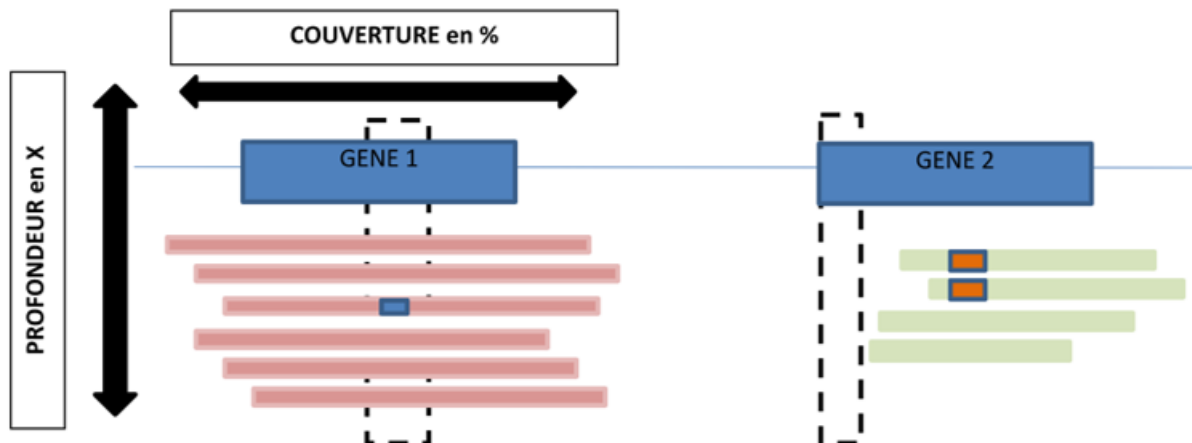 COUVERTURE en %
PROFONDEUR en X
GENE 1
GENE 2